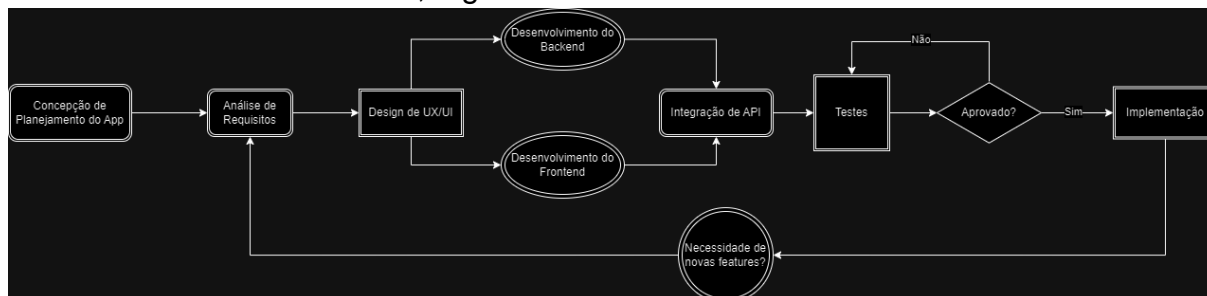 Desenvolvimento do
Backend
Não
Concepção de
Planejamento do App
Análise de
Requisitos
Design de UX/UI
Integração de API
Testes
Aprovado?
Sim
Implementação
Desenvolvimento do
Frontend
Necessidade de
novas features?